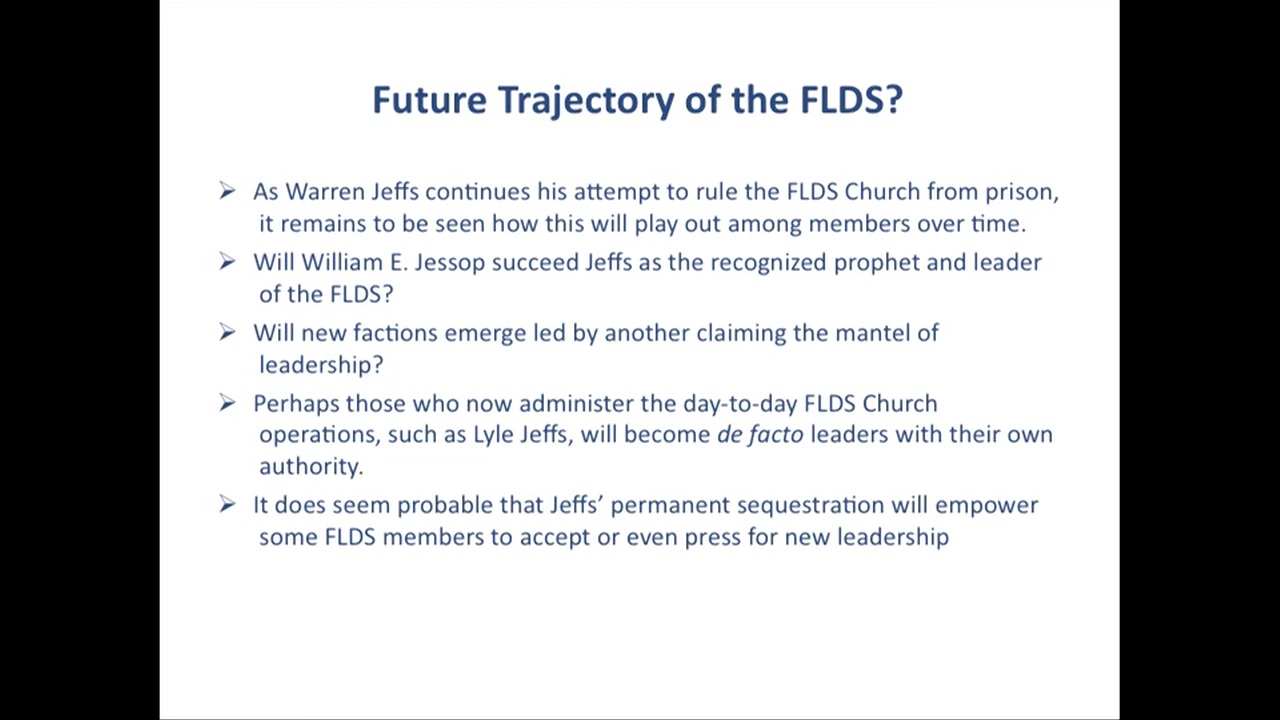 Future Trajectory of the FLDS?
➢ As Warren Jeffs continues his attempt to rule the FLDS Church from prison,
it remains to be seen how this will play out among members over time.
➢ Will William E. Jessop succeed Jeffs as the recognized prophet and leader
of the FLDS?
➢ Will new factions emerge led by another claiming the mantel of
leadership?
➢ Perhaps those who now administer the day-to-day FLDS Church
operations, such as Lyle Jeffs, will become de facto leaders with their own
authority.
➢ It does seem probable that Jeffs’ permanent sequestration will empower
some FLDS members to accept or even press for new leadership